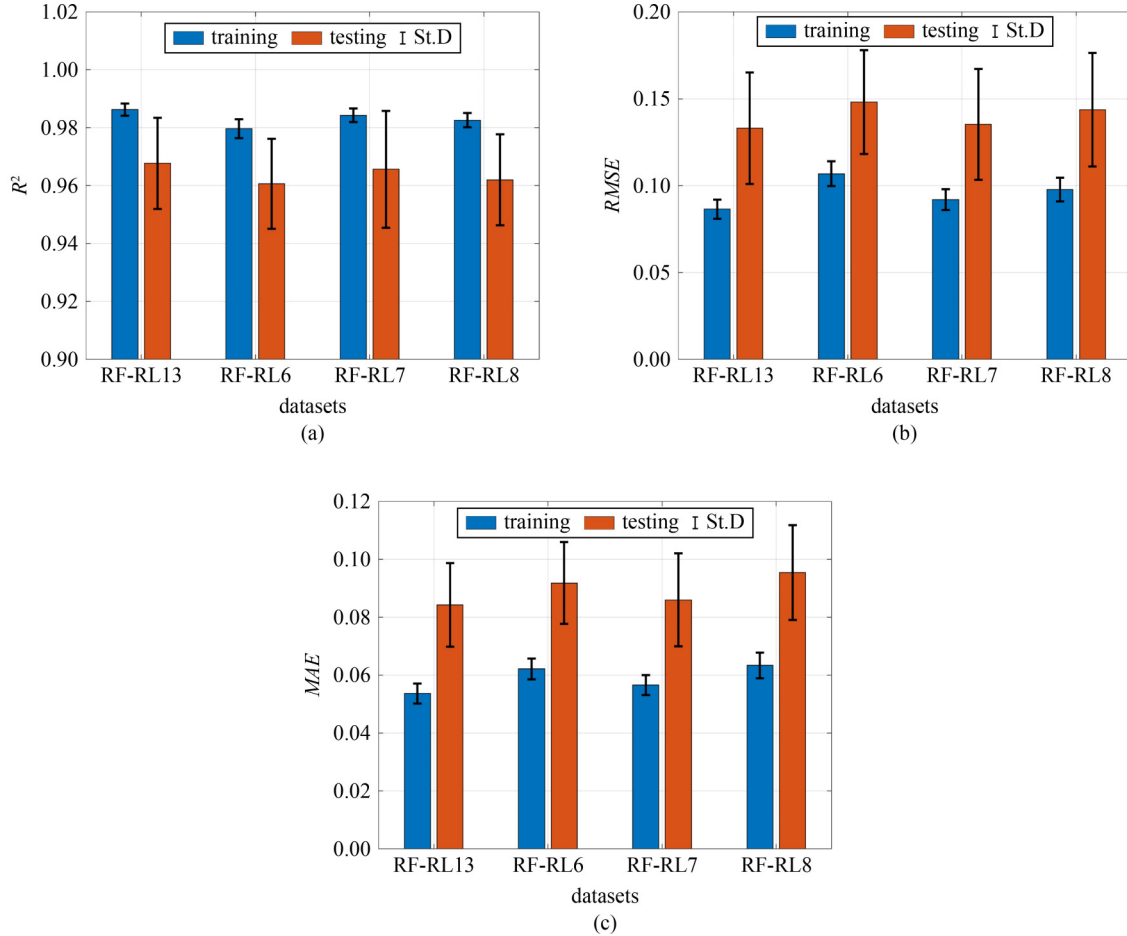 1.02
1.00
0.98
0.96
0.94
0.92
0.90
R²
training testing St.D
RF-RL13 RF-RL6 RF-RL7 RF-RL8
datasets
(a)
0.20
0.15
0.10
0.05
0.00
RMSE
training testing St.D
RF-RL13 RF-RL6 RF-RL7 RF-RL8
datasets
(b)
0.12
0.10
0.08
0.06
0.04
0.02
0.00
MAE
training testing St.D
RF-RL13 RF-RL6 RF-RL7 RF-RL8
datasets
(c)